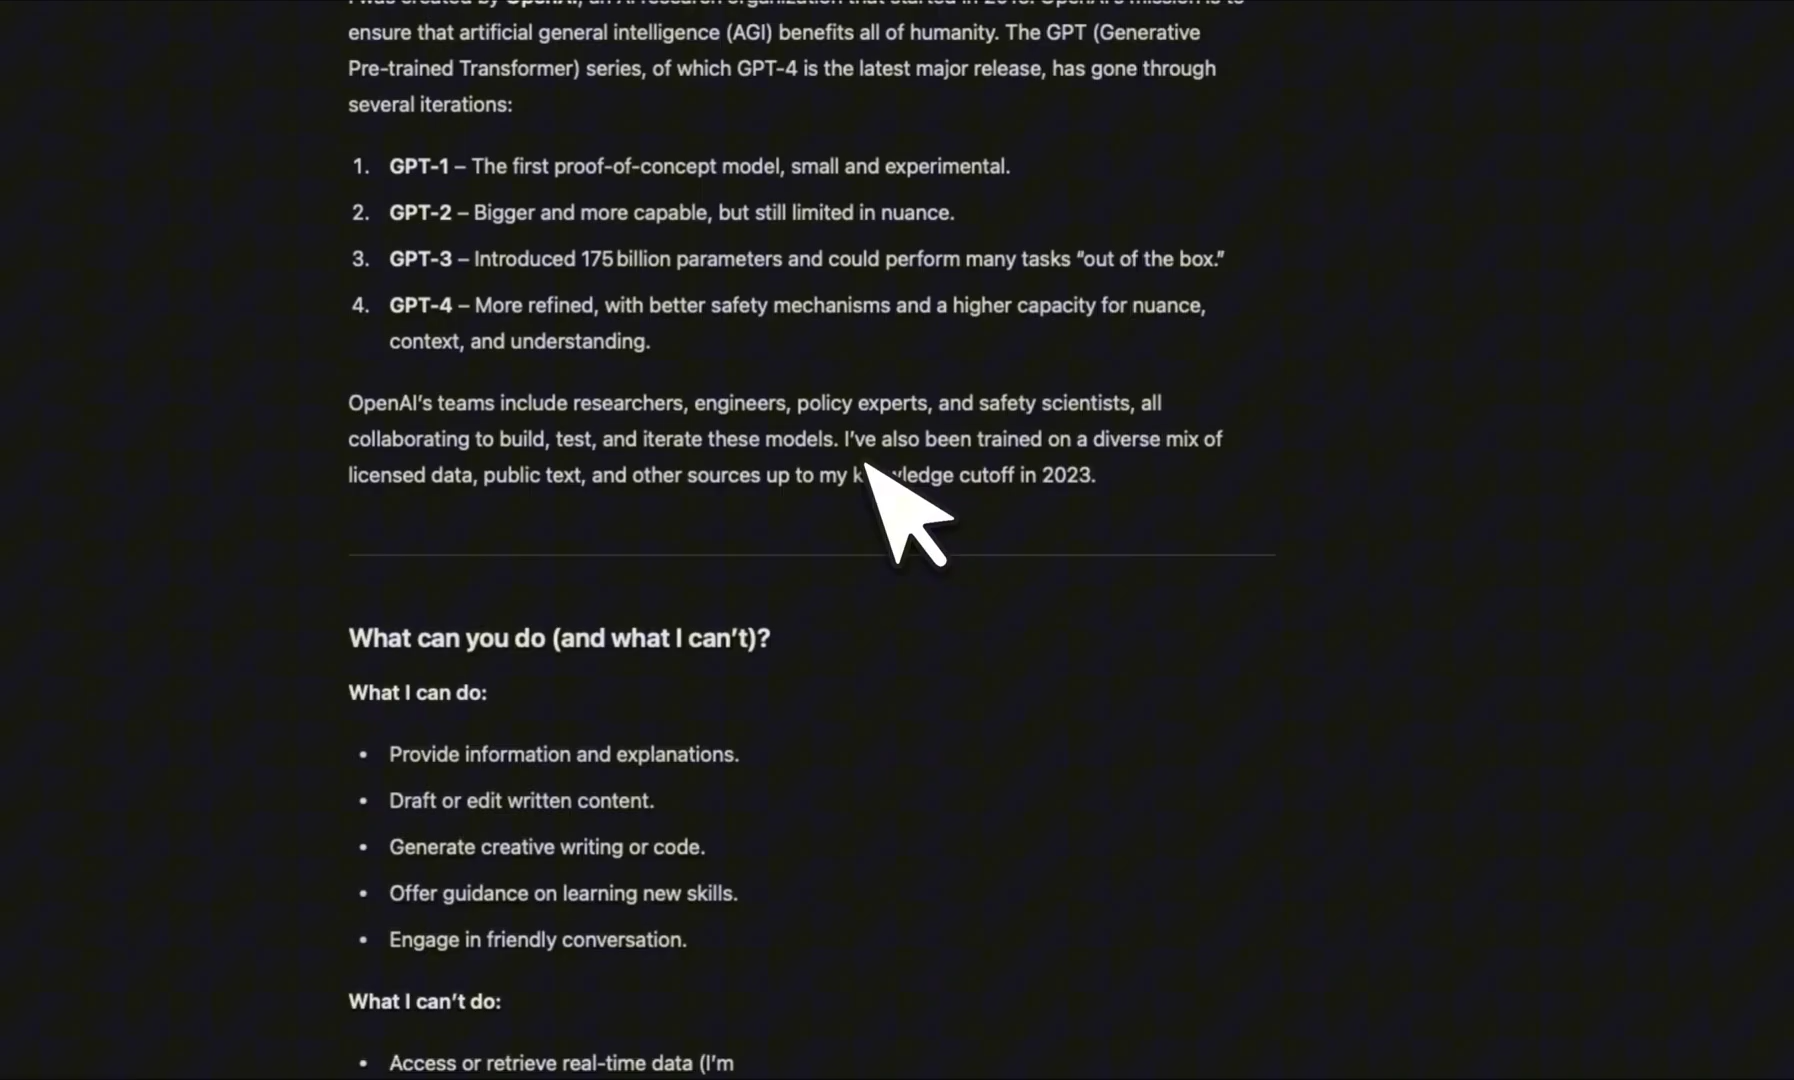 ensure that artificial general intelligence (AGI) benefits all of humanity. The GPT (Generative
Pre-trained Transformer) series, of which GPT-4 is the latest major release, has gone through
several iterations:
1. GPT-1 – The first proof-of-concept model, small and experimental.
2. GPT-2 – Bigger and more capable, but still limited in nuance.
3. GPT-3 – Introduced 175 billion parameters and could perform many tasks “out of the box.”
4. GPT-4 – More refined, with better safety mechanisms and a higher capacity for nuance,
context, and understanding.
OpenAI’s teams include researchers, engineers, policy experts, and safety scientists, all
collaborating to build, test, and iterate these models. I’ve also been trained on a diverse mix of
licensed data, public text, and other sources up to my cutoff in 2023.
What can you do (and what I can’t)?
What I can do:
• Provide information and explanations.
• Draft or edit written content.
• Generate creative writing or code.
• Offer guidance on learning new skills.
• Engage in friendly conversation.
What I can’t do:
• Access or retrieve real-time data (I’m